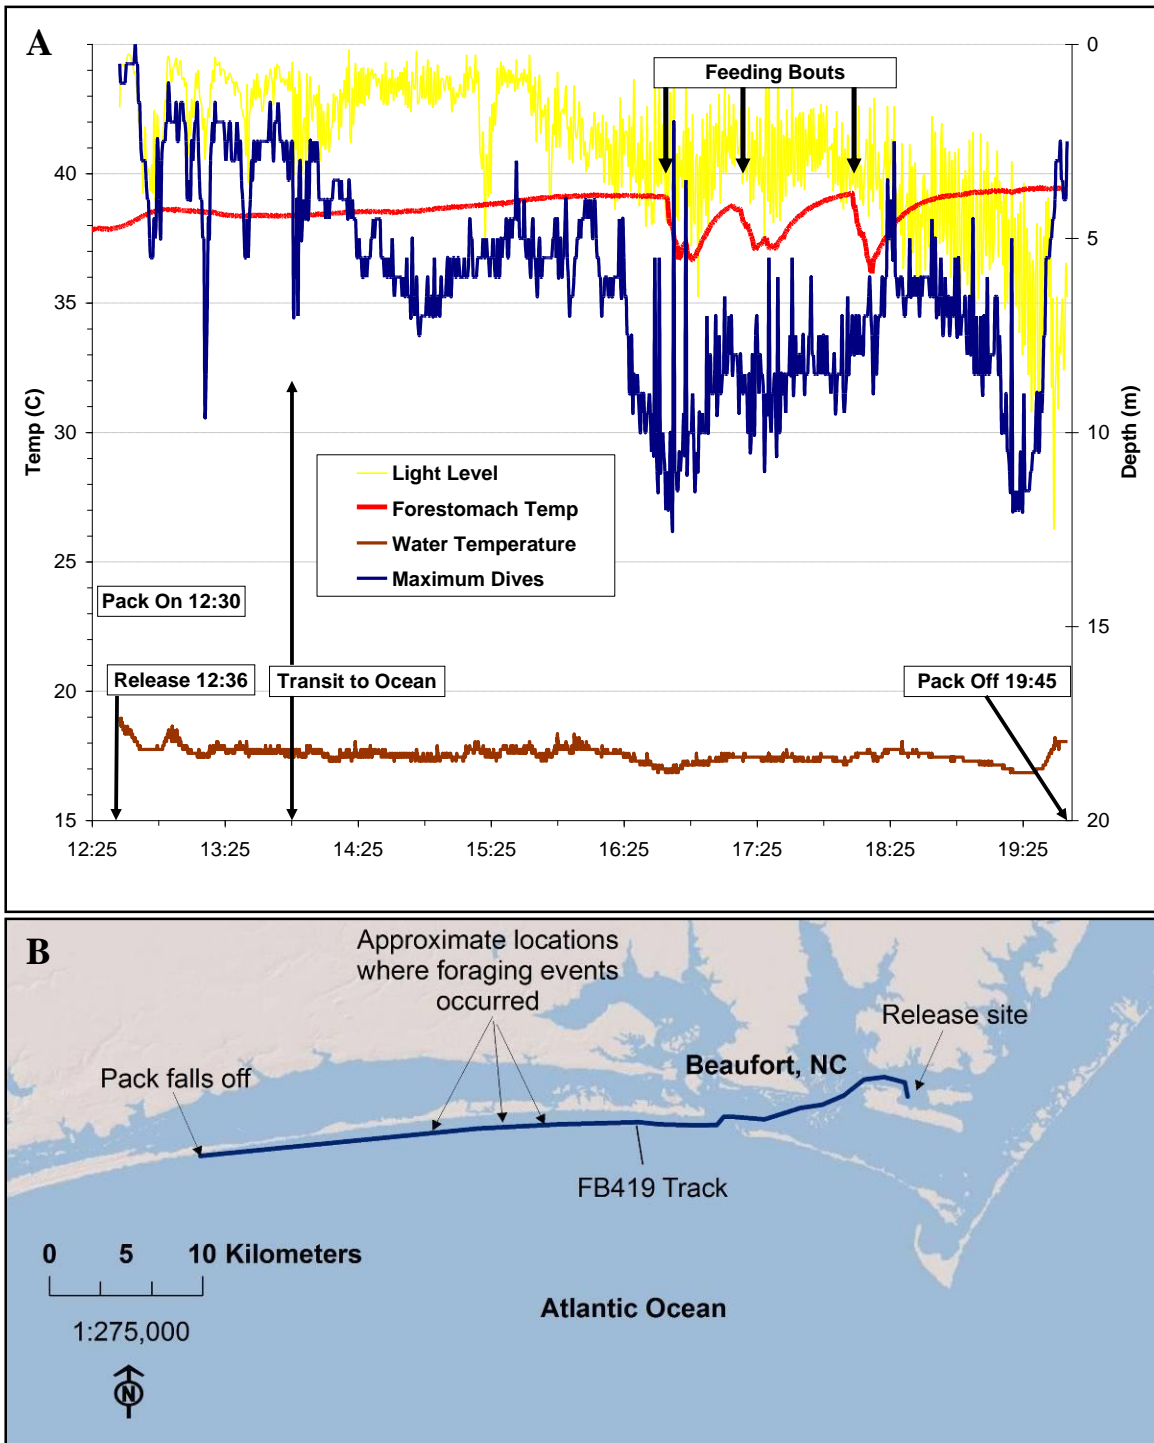 A
Feeding Bouts
0
5
10
15
20
Depth (m)
40
35
30
25
20
15
Temp (C)
Light Level
Forestomach Temp
Water Temperature
Maximum Dives
Pack On 12:30
Release 12:36
Transit to Ocean
Pack Off 19:45
12:25
13:25
14:25
15:25
16:25
17:25
18:25
19:25
B
Approximate locations
where foraging events
occurred
Release site
Beaufort, NC
Pack falls off
FB419 Track
0 5 10 Kilometers
1:275,000
N
Atlantic Ocean